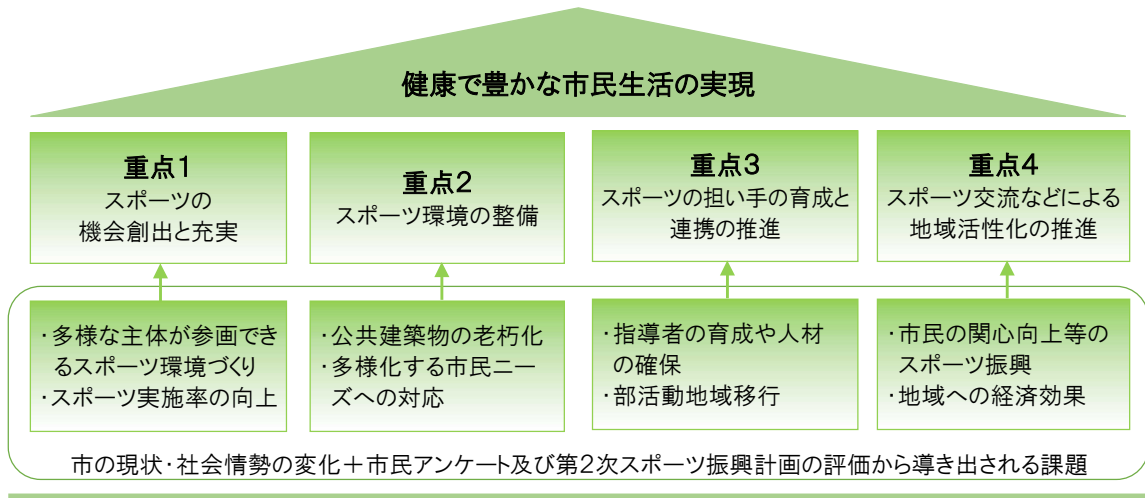 健康で豊かな市民生活の実現
重点1
スポーツの
機会創出と充実
重点2
スポーツ環境の整備
重点3
スポーツの担い手の育成と
連携の推進
重点4
スポーツ交流などによる
地域活性化の推進
・多様な主体が参画でき
るスポーツ環境づくり
・スポーツ実施率の向上
・公共建築物の老朽化
・多様化する市民ニー
ズへの対応
・指導者の育成や人材
の確保
・部活動地域移行
・市民の関心向上等の
スポーツ振興
・地域への経済効果
市の現状・社会情勢の変化＋市民アンケート及び第2次スポーツ振興計画の評価から導き出される課題